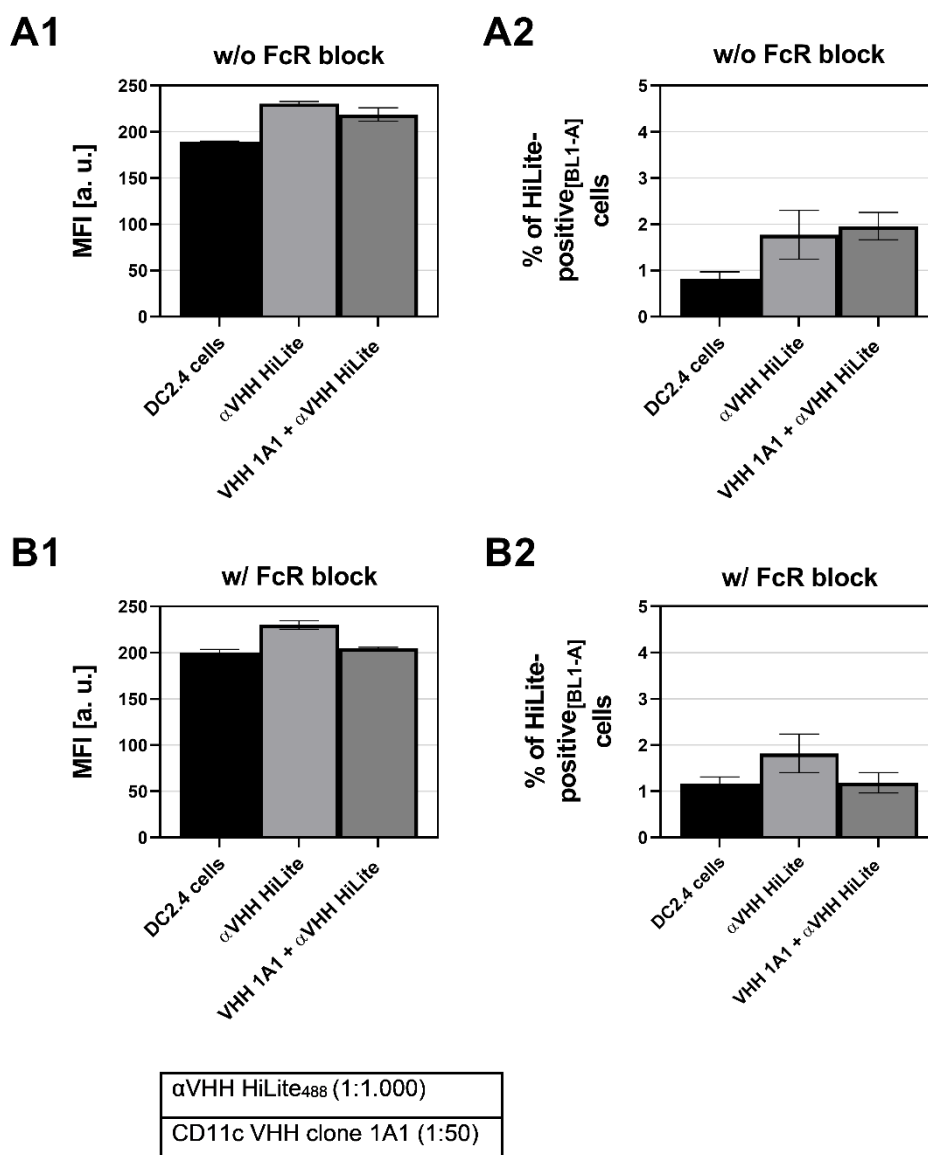 A1
w/o FcR block
MFI [a. u.]
250
200
150
100
50
0
DC2.4 cells
αVHH HiLite
VHH 1A1 + αVHH HiLite
A2
w/o FcR block
% of HiLite-
positive[BL1-A]
cells
5
4
3
2
1
0
DC2.4 cells
αVHH HiLite
VHH 1A1 + αVHH HiLite
B1
w/ FcR block
MFI [a. u.]
250
200
150
100
50
0
DC2.4 cells
αVHH HiLite
VHH 1A1 + αVHH HiLite
B2
w/ FcR block
% of HiLite-
positive[BL1-A]
cells
5
4
3
2
1
0
DC2.4 cells
αVHH HiLite
VHH 1A1 + αVHH HiLite
αVHH HiLite488 (1:1.000)
CD11c VHH clone 1A1 (1:50)